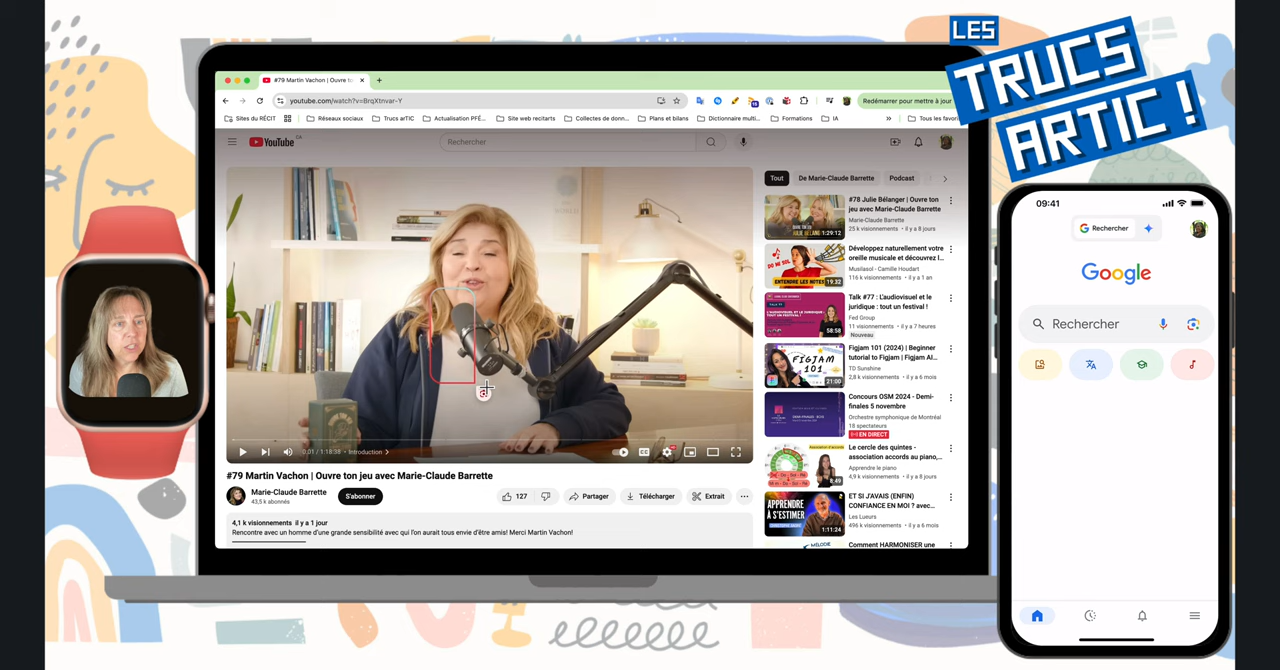 LES
TRUCS
ARTIC !
#79 Martin Vachon | Ouvre to
youtube.com/watch?v=BrqXtnvar-Y
Redémarrer pour mettre à jour
Sites du RÉCIT
Réseaux sociaux
Trucs arTIC
Actualisation PFÉ...
Site web recitarts
Collectes de donn...
Plans et bilans
Dictionnaire multi...
Formations
IA
Tous les favoris
YouTube CA
Rechercher
Tout
De Marie-Claude Barrette
Podcast
#78 Julie Bélanger | Ouvre ton
jeu avec Marie-Claude Barrette
Marie-Claude Barrette
25 k visionnements • il y a 8 jours
1:29:12
Développez naturellement votre
oreille musicale et découvrez l...
Musilasol - Camille Houdart
116 k visionnements • il y a 1 an
DO MI SOL
ENTENDRE LES NOTES
19:32
Talk #77 : L'audiovisuel et le
juridique : tout un festival !
Fed Group
11 visionnements • il y a 7 heures
Nouveau
58:58
Figjam 101 (2024) | Beginner
tutorial to Figjam | Figjam AI...
TD Sunshine
2,8 k visionnements • il y a 6 mois
FIGJAM
101
21:00
Concours OSM 2024 - Demi-
finales 5 novembre
Orchestre symphonique de Montréal
18 spectateurs
EN DIRECT
Le cercle des quintes -
association accords au piano,...
Apprendre le piano
4,9 k visionnements • il y a 6 mois
8:49
ET SI J'AVAIS (ENFIN)
CONFIANCE EN MOI ? avec...
Les Lueurs
496 k visionnements • il y a 6 mois
APPRENDRE
À S'ESTIMER
1:11:24
Comment HARMONISER une
0:01 / 1:18:38 • Introduction
#79 Martin Vachon | Ouvre ton jeu avec Marie-Claude Barrette
Marie-Claude Barrette
43,5 k abonnés
S'abonner
127
Partager
Télécharger
Extrait
4,1 k visionnements il y a 1 jour
Rencontre avec un homme d'une grande sensibilité avec qui l'on aurait tous envie d'être amis! Merci Martin Vachon!
09:41
Rechercher
Google
Rechercher